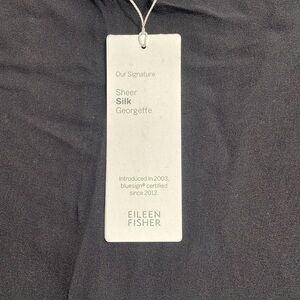 Our Signature
Sheer
Silk
Georgette
Introduced in 2003,
bluesign® certified
since 2012.
EILEEN
FISHER